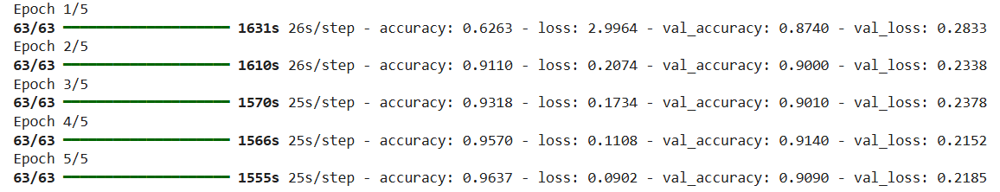 Epoch 1/5
63/63 ━━━━━━━━━━━━━━━━━━━━ 1631s 26s/step - accuracy: 0.6263 - loss: 2.9964 - val_accuracy: 0.8740 - val_loss: 0.2833
Epoch 2/5
63/63 ━━━━━━━━━━━━━━━━━━━━ 1610s 26s/step - accuracy: 0.9110 - loss: 0.2074 - val_accuracy: 0.9000 - val_loss: 0.2338
Epoch 3/5
63/63 ━━━━━━━━━━━━━━━━━━━━ 1570s 25s/step - accuracy: 0.9318 - loss: 0.1734 - val_accuracy: 0.9010 - val_loss: 0.2378
Epoch 4/5
63/63 ━━━━━━━━━━━━━━━━━━━━ 1566s 25s/step - accuracy: 0.9570 - loss: 0.1108 - val_accuracy: 0.9140 - val_loss: 0.2152
Epoch 5/5
63/63 ━━━━━━━━━━━━━━━━━━━━ 1555s 25s/step - accuracy: 0.9637 - loss: 0.0902 - val_accuracy: 0.9090 - val_loss: 0.2185